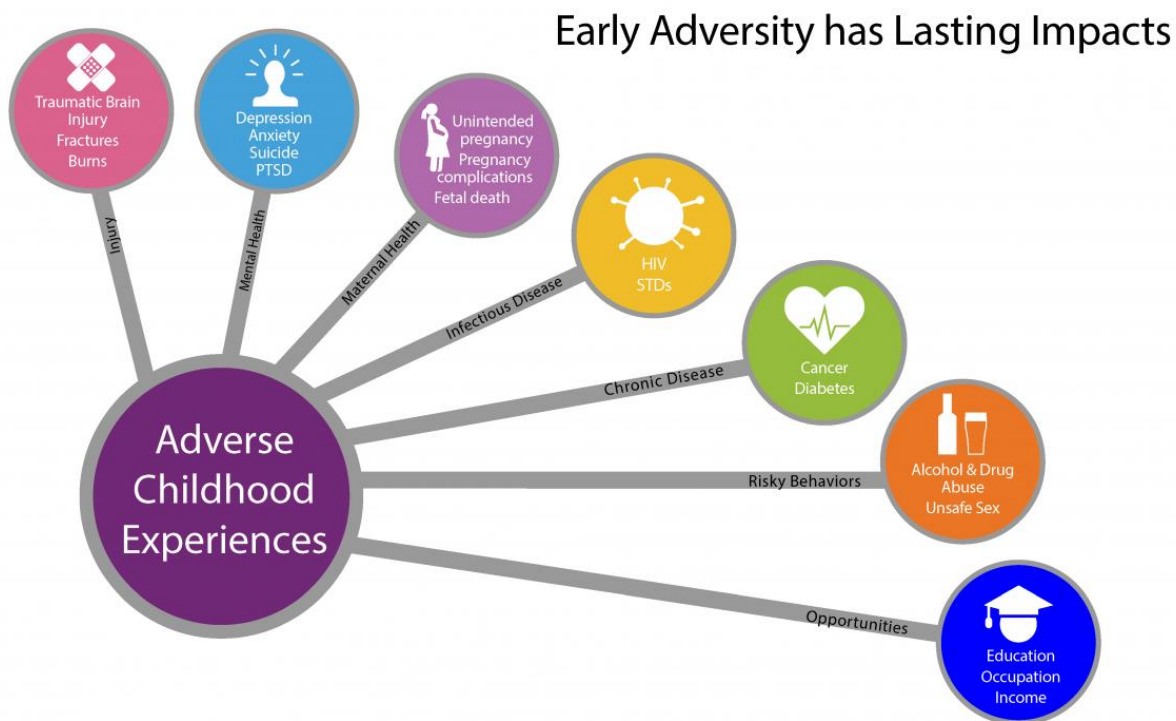 Early Adversity has Lasting Impacts
Traumatic Brain
Injury
Fractures
Burns
Injury
Depression
Anxiety
Suicide
PTSD
Mental Health
Unintended
pregnancy
Pregnancy
complications
Fetal death
Maternal Health
HIV
STDs
Infectious Disease
Cancer
Diabetes
Chronic Disease
Alcohol & Drug
Abuse
Unsafe Sex
Risky Behaviors
Education
Occupation
Income
Opportunities
Adverse
Childhood
Experiences